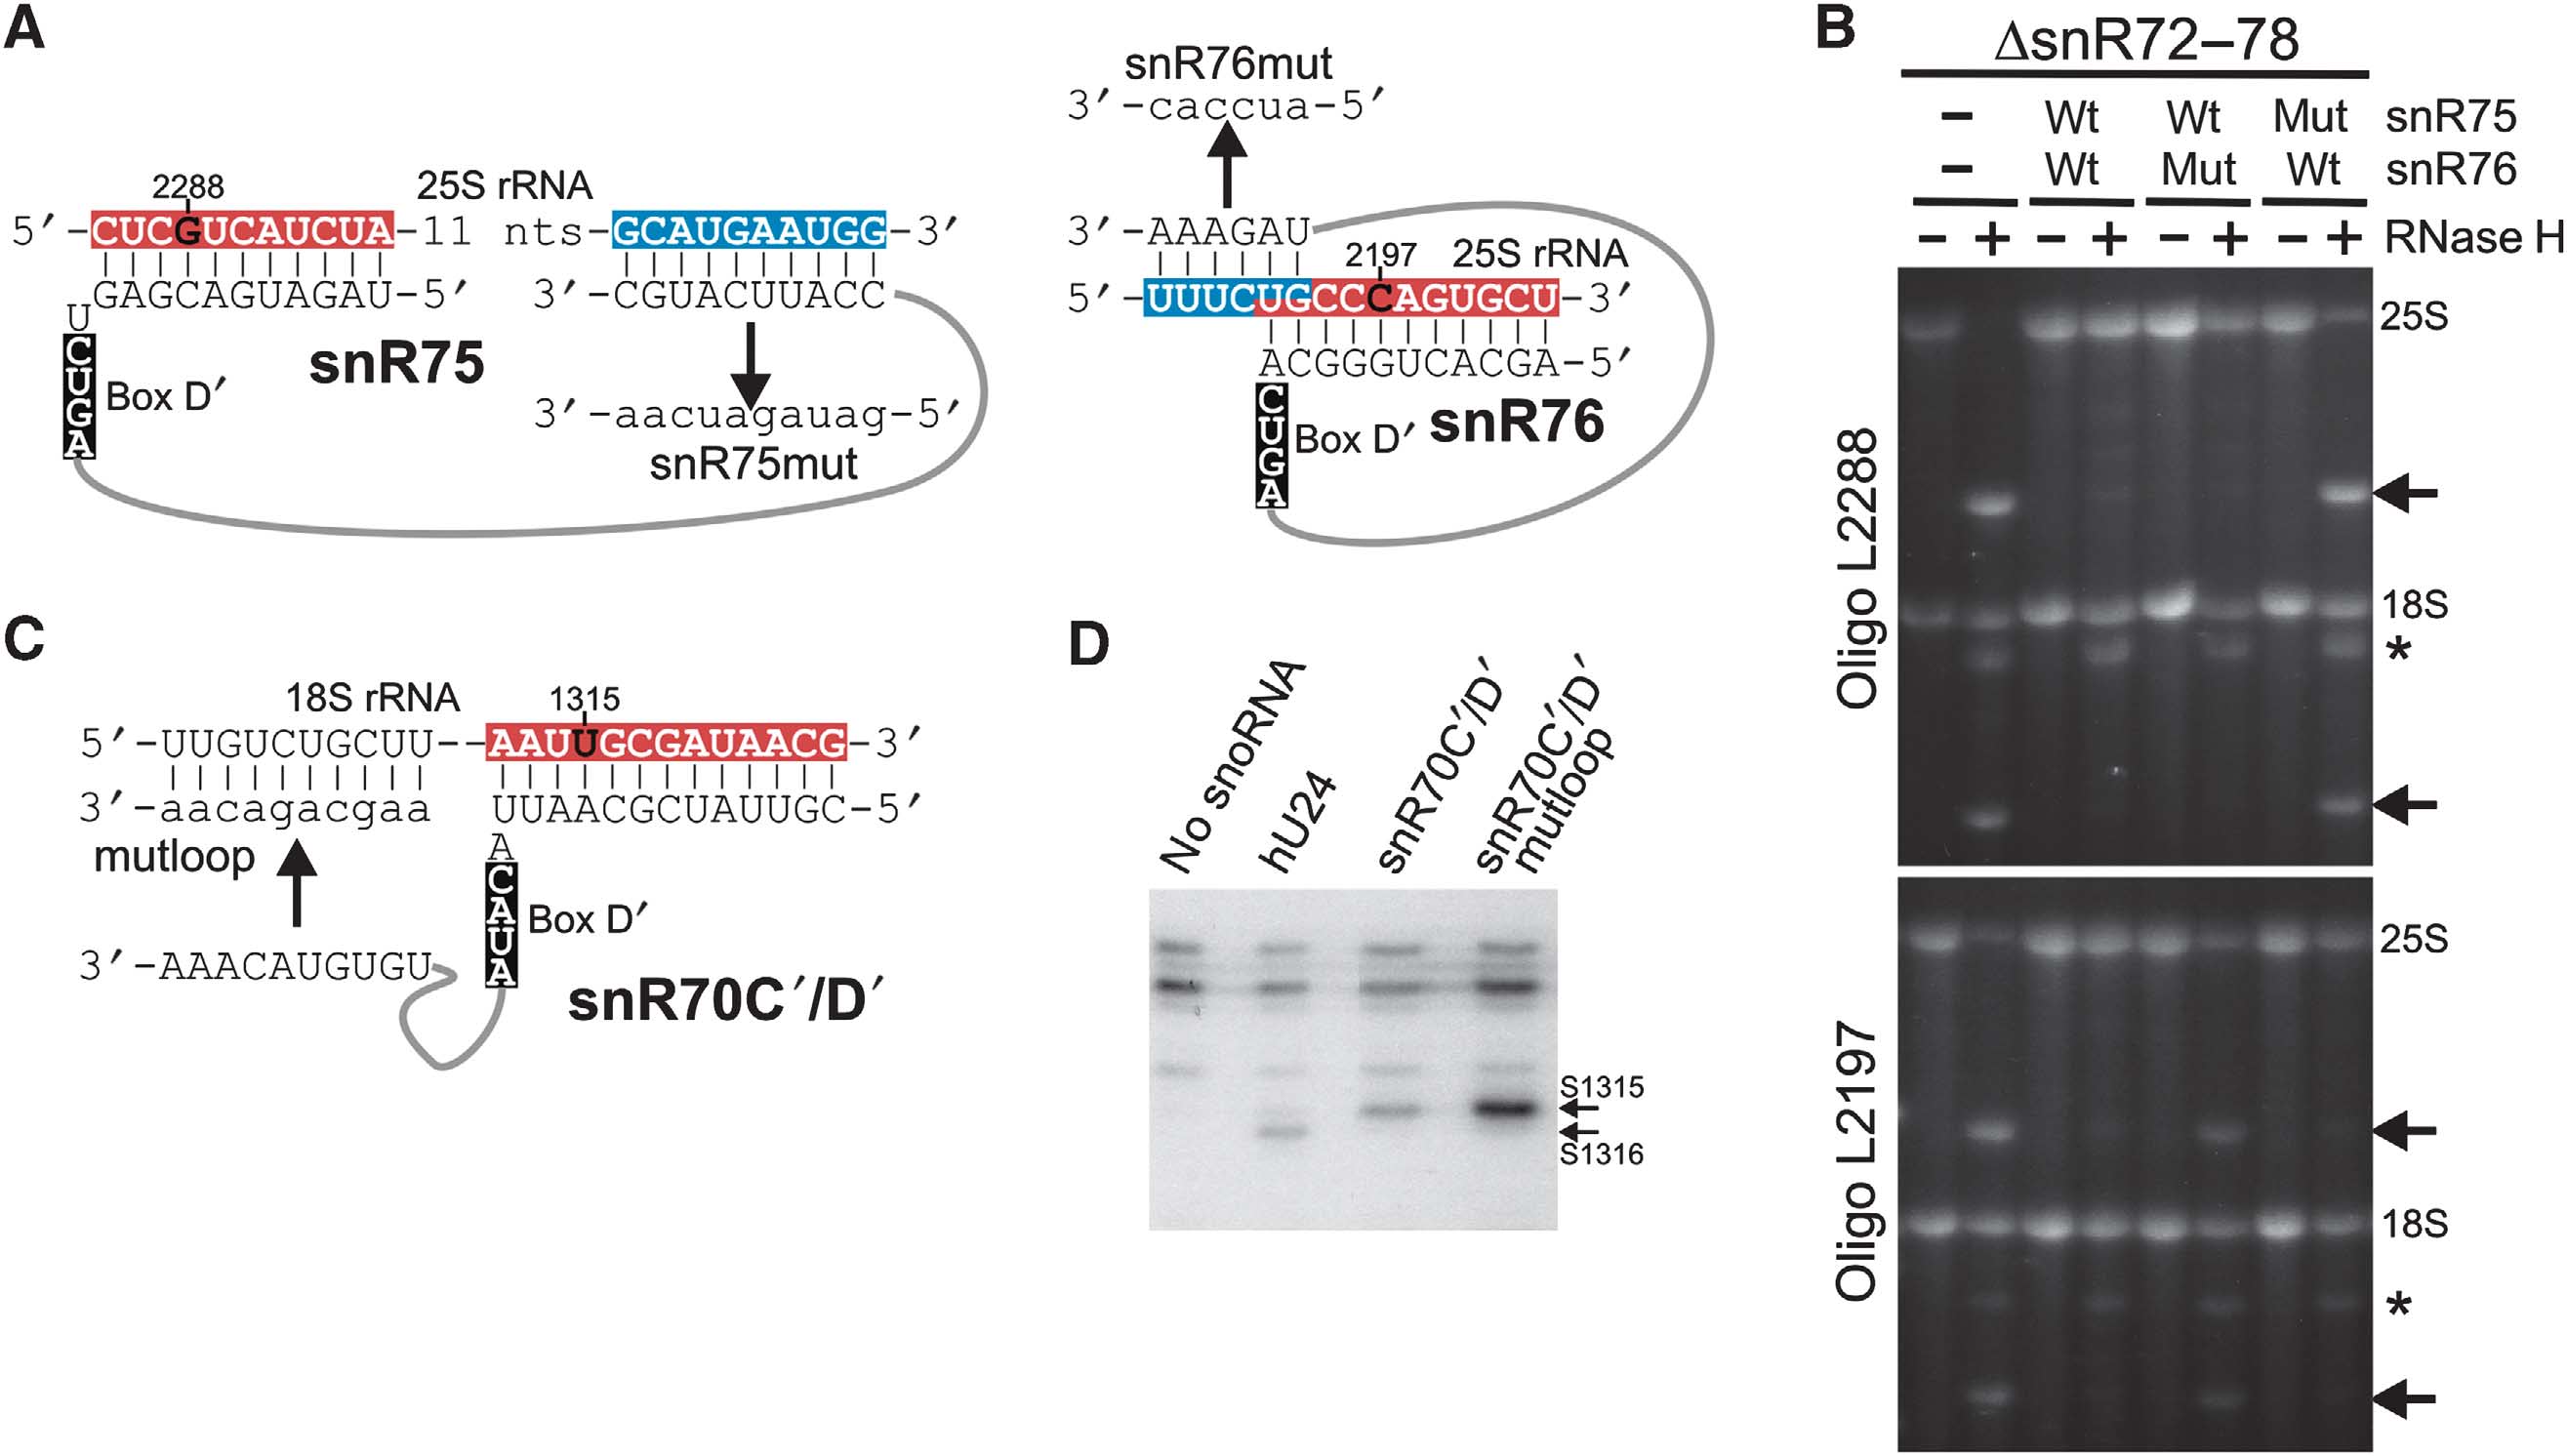 A
2288
25S rRNA
5′-CUCGUCAUCUA-11 nts-GCAUGAAUGG-3′
GAGCAGUAGAU-5′
3′-CGUACUUACC
U
CUGA
Box D′
snR75
3′-aacuagauag-5′
snR75mut
snR76mut
3′-caccua-5′
3′-AAAGAU
2197
25S rRNA
5′-UUUCUGCCCAGUGCU-3′
ACGGGUCACGA-5′
CUGA
Box D′
snR76
B
ΔsnR72–78
– Wt Wt Mut snR75
– Wt Mut Wt snR76
– + – + – + – + RNase H
Oligo L2288
25S
18S
*
Oligo L2197
25S
18S
*
C
18S rRNA
1315
5′-UUGUCUGCUU--AAUUGCGAUAACG-3′
3′-aacagacgaa
UUAACGCUAUUGC-5′
mutloop
A
CAUA
Box D′
3′-AAACAUGUGU
snR70C′/D′
D
No snoRNA
hU24
snR70C′/D′
snR70C′/D′
mutloop
S1315
S1316